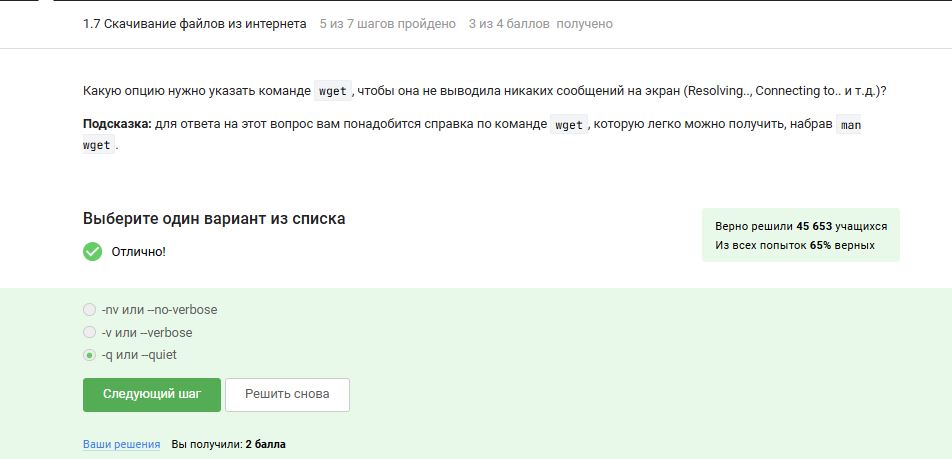 1.7 Скачивание файлов из интернета 5 из 7 шагов пройдено 3 из 4 баллов получено
Какую опцию нужно указать команде wget, чтобы она не выводила никаких сообщений на экран (Resolving.., Connecting to.. и т.д.)?
Подсказка: для ответа на этот вопрос вам понадобится справка по команде wget, которую легко можно получить, набрав man
wget.
Выберите один вариант из списка
Отлично!
Верно решили 45 653 учащихся
Из всех попыток 65% верных
-nv или --no-verbose
-v или --verbose
-q или --quiet
Следующий шаг Решить снова
Ваши решения Вы получили: 2 балла